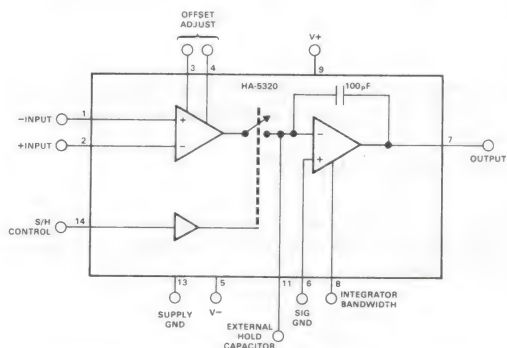 OFFSET
ADJUST
V+
3
4
9
HA-5320
100pF
-INPUT
1
+
+INPUT
2
-
-
+
7
OUTPUT
S/H
CONTROL
14
13
5
11
6
8
SUPPLY
GND
V-
EXTERNAL
HOLD
CAPACITOR
SIG
GND
INTEGRATOR
BANDWIDTH